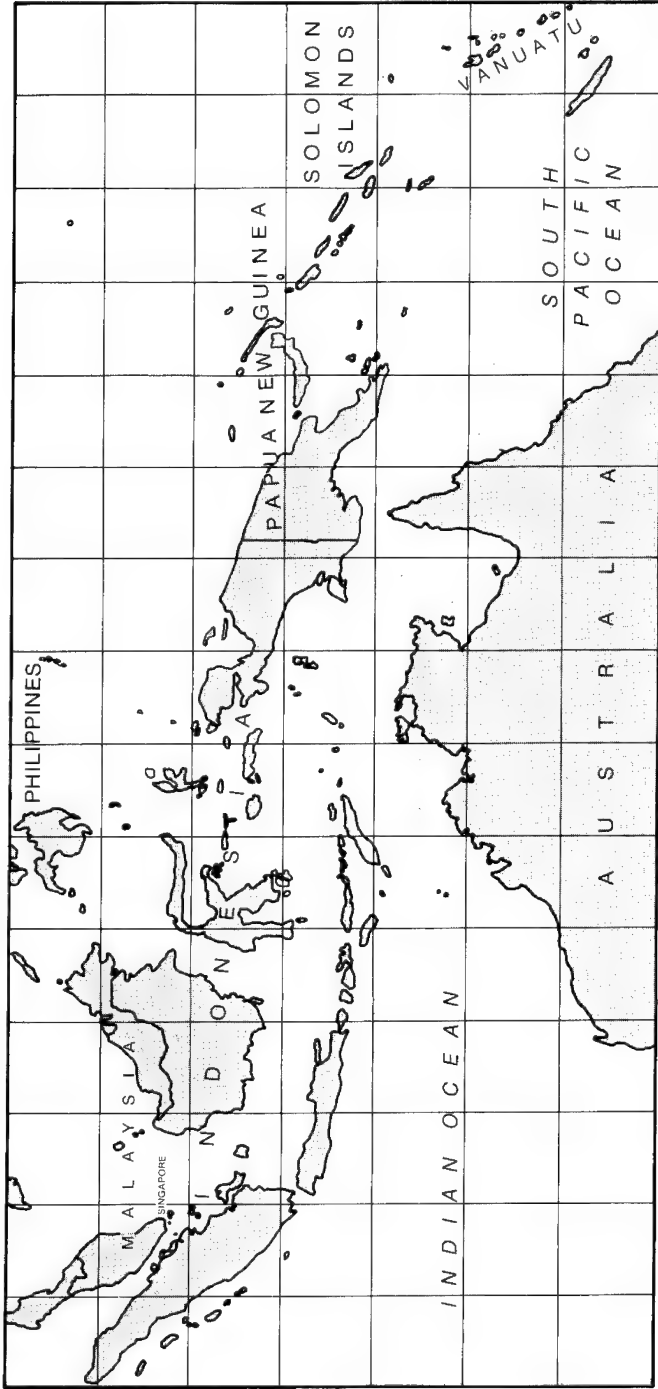 PHILIPPINES
MALAYSIA
SINGAPORE
INDONESIA
PAPUA NEW GUINEA
SOLOMON
ISLANDS
VANUATU
SOUTH
PACIFIC
OCEAN
INDIAN OCEAN
AUSTRALIA